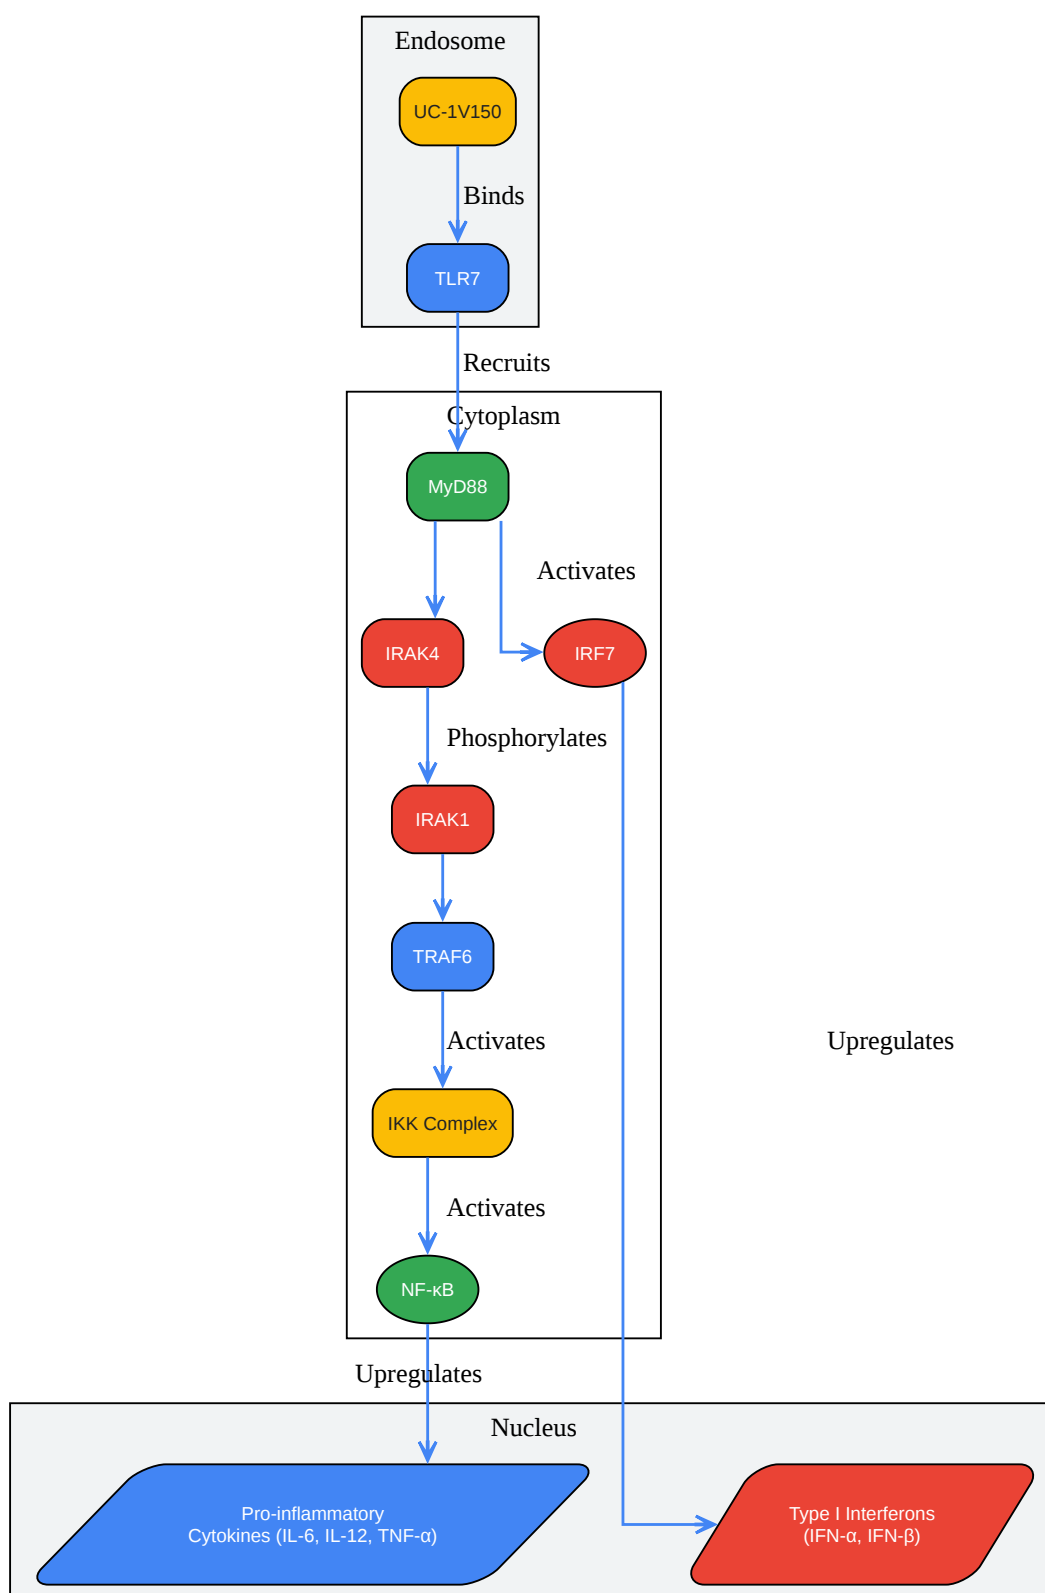 Endosome
UC-1V150
Binds
TLR7
Recruits
Cytoplasm
MyD88
Activates
IRAK4
IRF7
Phosphorylates
IRAK1
TRAF6
Activates
Upregulates
IKK Complex
Activates
NF-κB
Upregulates
Nucleus
Pro-inflammatory
Cytokines (IL-6, IL-12, TNF-α)
Type I Interferons
(IFN-α, IFN-β)